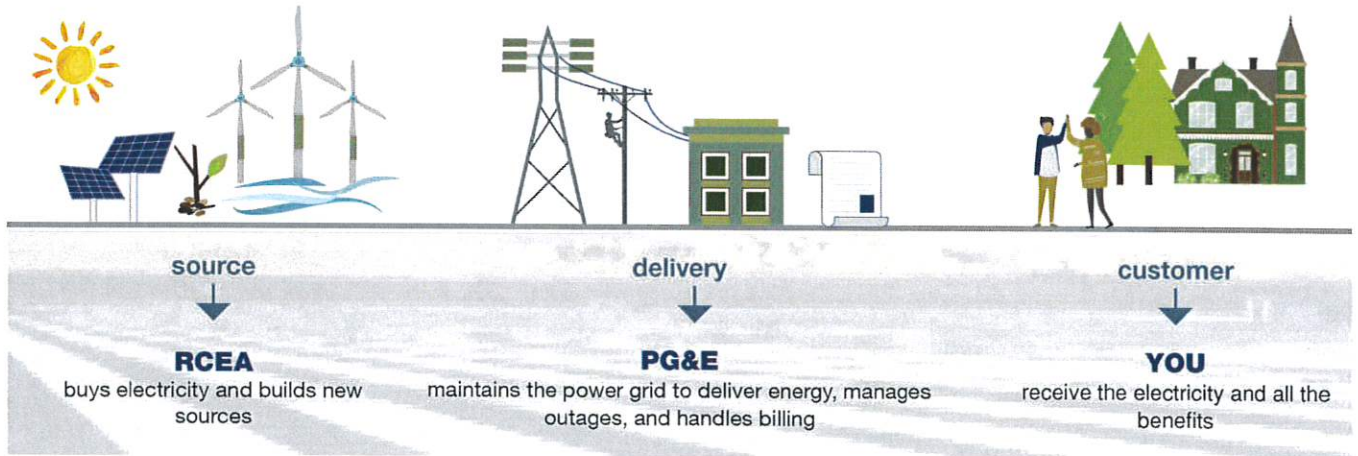 source
delivery
customer
RCEA
buys electricity and builds new
sources
PG&E
maintains the power grid to deliver energy, manages
outages, and handles billing
YOU
receive the electricity and all the
benefits